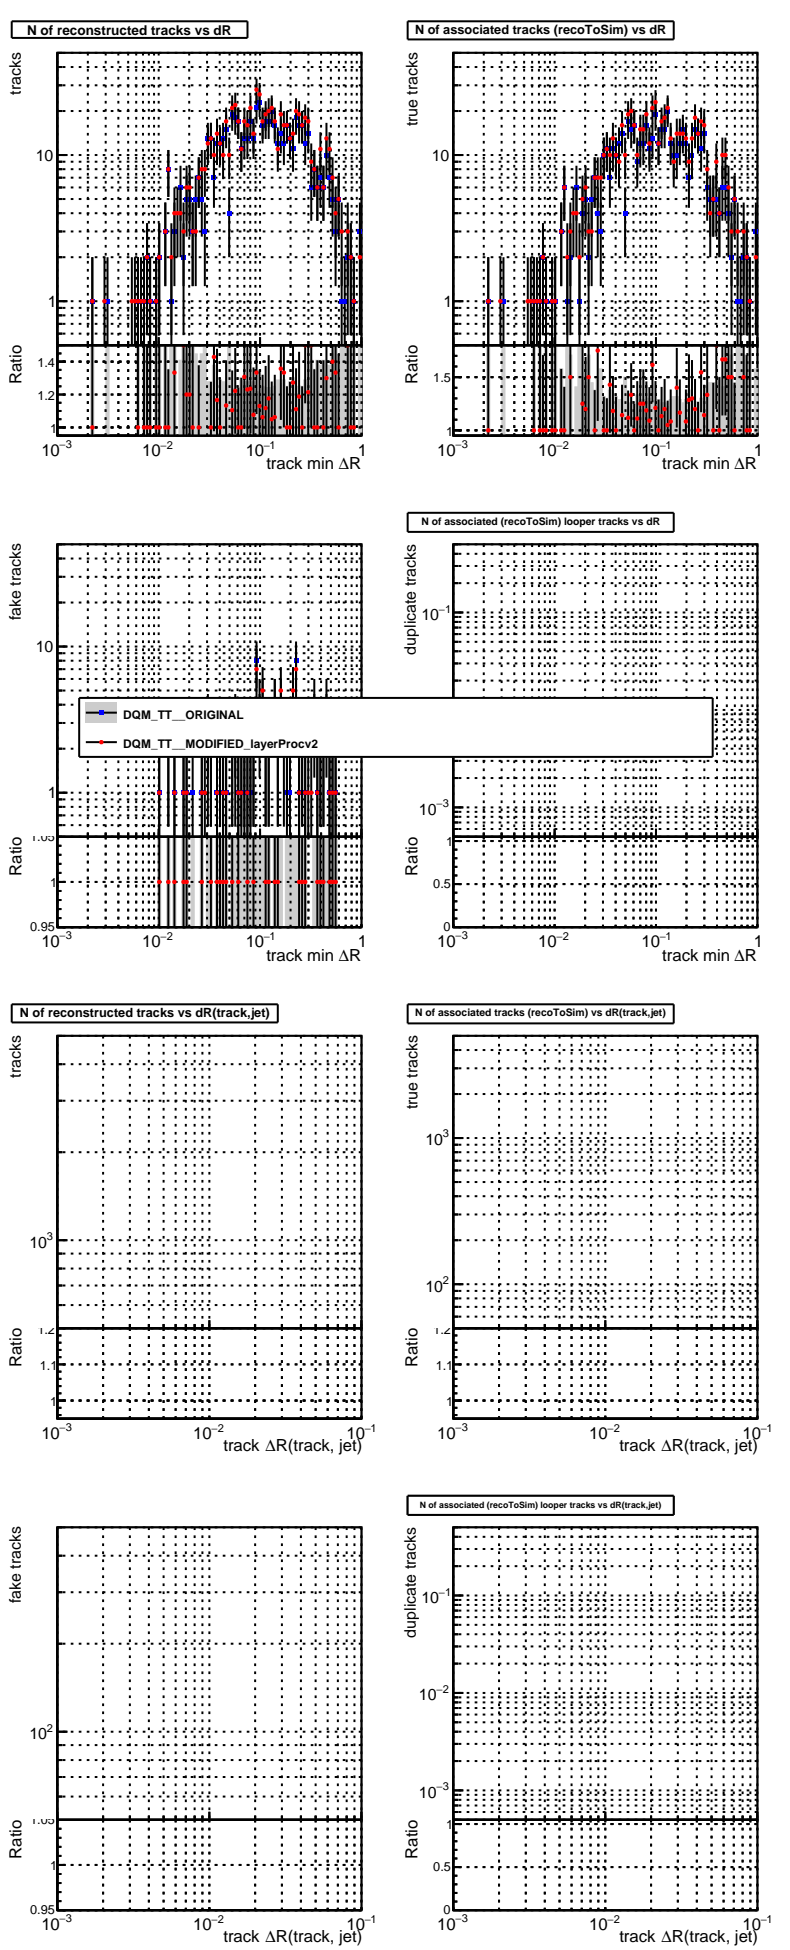 N of reconstructed tracks vs dR
tracks
10
1
Ratio
1.4
1.2
1
10−3
10−2
10−1
1
track min ΔR
N of associated tracks (recoToSim) vs dR
true tracks
10
1
Ratio
1.5
1
10−3
10−2
10−1
1
track min ΔR
fake tracks
10
1
Ratio
1.05
1
0.95
10−3
10−2
10−1
1
track min ΔR
N of associated (recoToSim) looper tracks vs dR
duplicate tracks
10−1
10−3
Ratio
1
0.5
0
10−3
10−2
10−1
1
track min ΔR
DQM_TT__ORIGINAL
DQM_TT__MODIFIED_layerProcv2
N of reconstructed tracks vs dR(track,jet)
tracks
103
Ratio
1.2
1.1
1
10−3
10−2
10−1
track ΔR(track, jet)
N of associated tracks (recoToSim) vs dR(track,jet)
true tracks
103
102
Ratio
1.2
1.1
1
10−3
10−2
10−1
track ΔR(track, jet)
fake tracks
102
Ratio
1.05
1
0.95
10−3
10−2
10−1
track ΔR(track, jet)
N of associated (recoToSim) looper tracks vs dR(track,jet)
duplicate tracks
10−1
10−2
10−3
Ratio
1
0.5
0
10−3
10−2
10−1
track ΔR(track, jet)